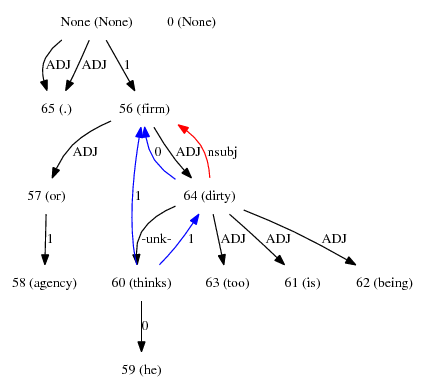 None (None) 0 (None)
ADJ ADJ 1
65 (.) 56 (firm)
ADJ 0 ADJ nsubj
57 (or) 1 64 (dirty)
1 -unk- 1 ADJ ADJ ADJ
58 (agency) 60 (thinks) 63 (too) 61 (is) 62 (being)
0
59 (he)